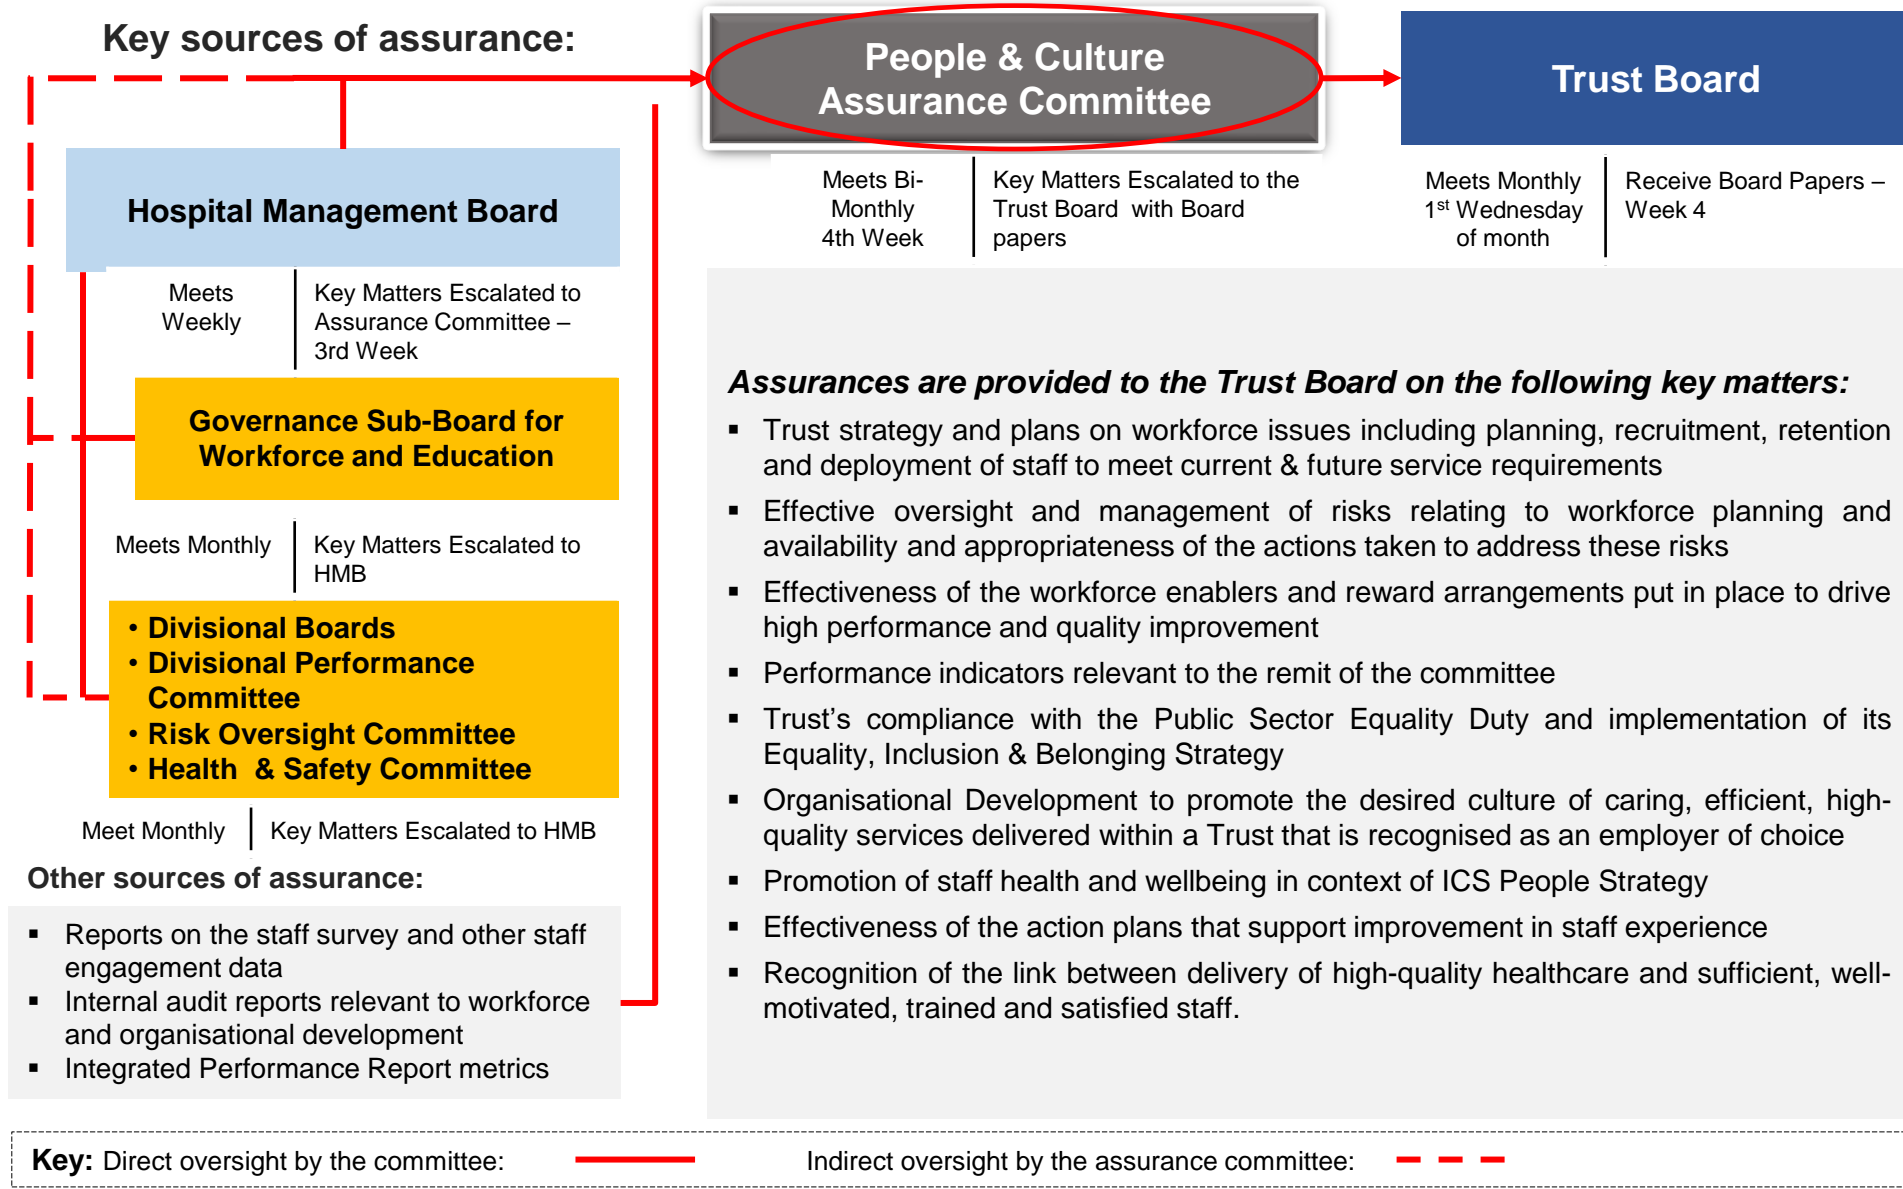 Key sources of assurance:
People & Culture
Assurance Committee
Trust Board
Hospital Management Board
Meets Bi-
Monthly
4th Week
Key Matters Escalated to the
Trust Board  with Board
papers
Meets Monthly
1st Wednesday
of month
Receive Board Papers –
Week 4
Meets
Weekly
Key Matters Escalated to
Assurance Committee –
3rd Week
Governance Sub-Board for
Workforce and Education
Meets Monthly
Key Matters Escalated to
HMB
• Divisional Boards
• Divisional Performance
Committee
• Risk Oversight Committee
• Health  & Safety Committee
Meet Monthly
Key Matters Escalated to HMB
Other sources of assurance:
▪ Reports on the staff survey and other staff
engagement data
▪ Internal audit reports relevant to workforce
and organisational development
▪ Integrated Performance Report metrics
Assurances are provided to the Trust Board on the following key matters:
▪ Trust strategy and plans on workforce issues including planning, recruitment, retention
and deployment of staff to meet current & future service requirements
▪ Effective oversight and management of risks relating to workforce planning and
availability and appropriateness of the actions taken to address these risks
▪ Effectiveness of the workforce enablers and reward arrangements put in place to drive
high performance and quality improvement
▪ Performance indicators relevant to the remit of the committee
▪ Trust’s compliance with the Public Sector Equality Duty and implementation of its
Equality, Inclusion & Belonging Strategy
▪ Organisational Development to promote the desired culture of caring, efficient, high-
quality services delivered within a Trust that is recognised as an employer of choice
▪ Promotion of staff health and wellbeing in context of ICS People Strategy
▪ Effectiveness of the action plans that support improvement in staff experience
▪ Recognition of the link between delivery of high-quality healthcare and sufficient, well-
motivated, trained and satisfied staff.
Key: Direct oversight by the committee:
Indirect oversight by the assurance committee: